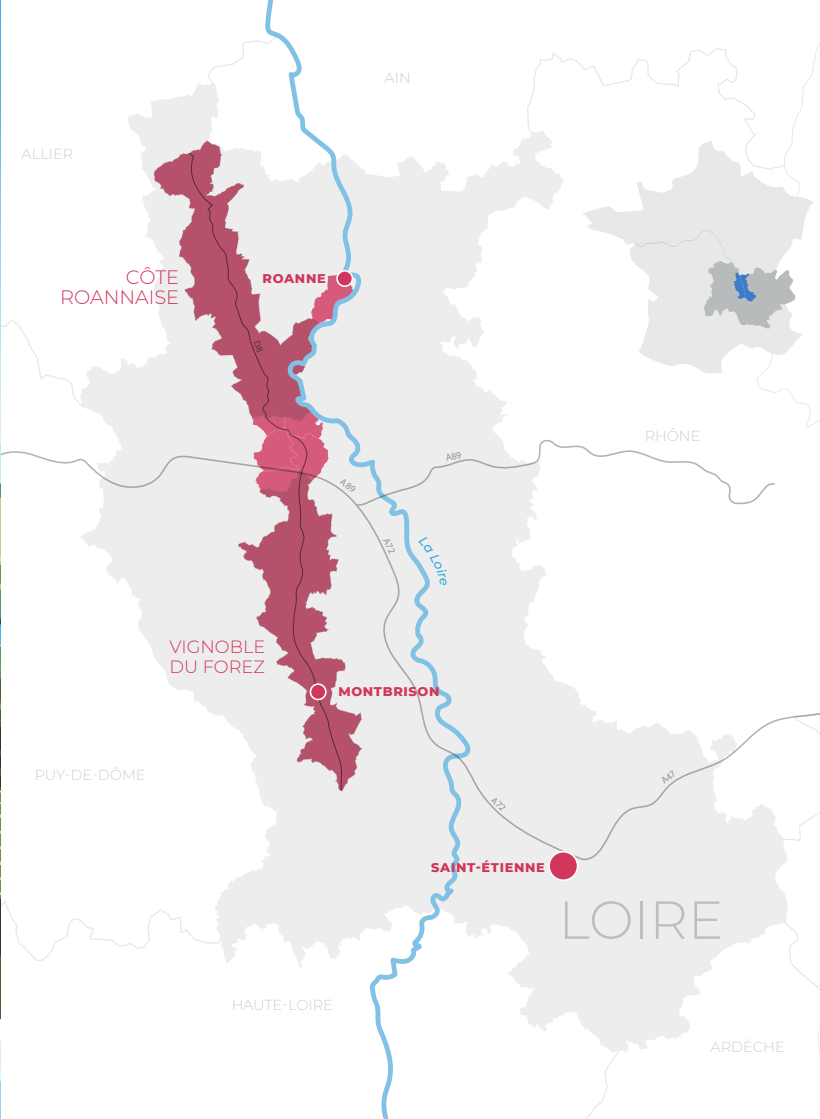 AIN
ALLIER
CÔTE
ROANNAISE
ROANNE
D8
RHÔNE
A89
A89
A72
La Loire
VIGNOBLE
DU FOREZ
MONTBRISON
PUY-DE-DÔME
A47
A72
SAINT-ÉTIENNE
LOIRE
HAUTE-LOIRE
ARDÈCHE